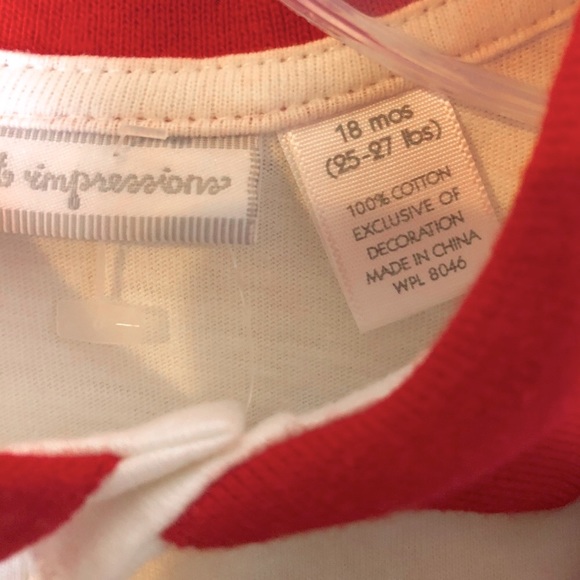 impressions
18 mos
(25-27 lbs)
100% COTTON
EXCLUSIVE OF
DECORATION
MADE IN CHINA
WPL 8046